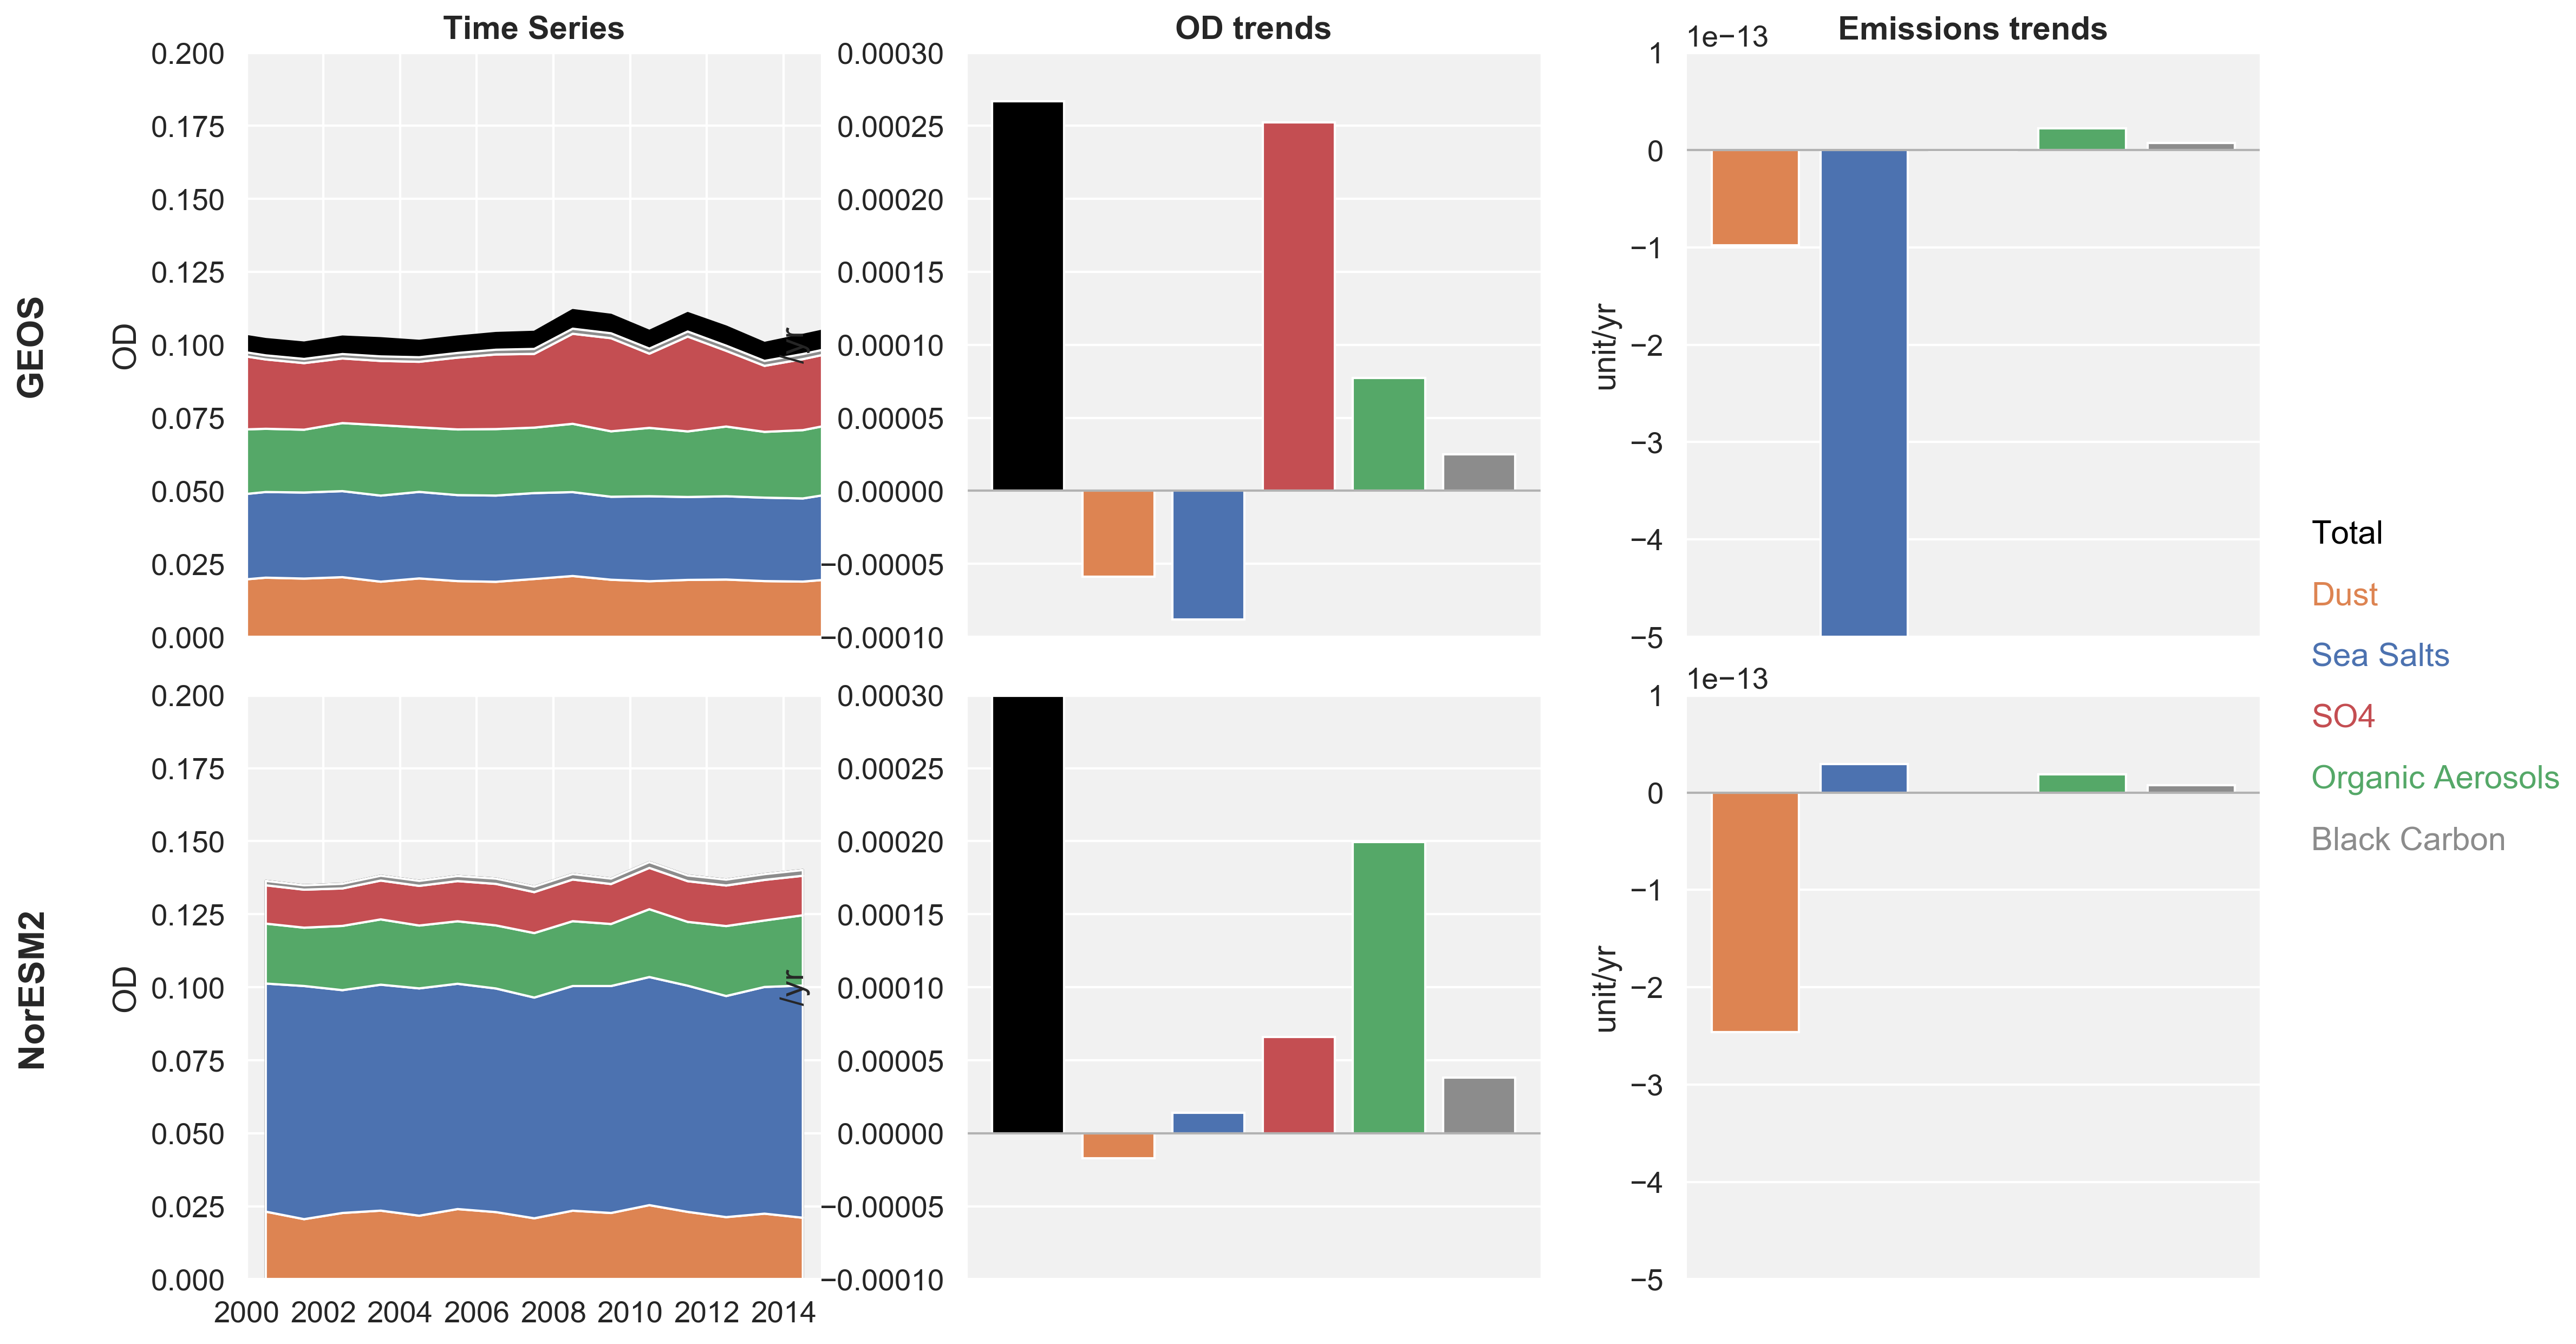 Time Series
OD trends
Emissions trends
GEOS
OD
0.200
0.175
0.150
0.125
0.100
0.075
0.050
0.025
0.000
/yr
0.00030
0.00025
0.00020
0.00015
0.00010
0.00005
0.00000
−0.00005
−0.00010
unit/yr
1e−13
1
0
−1
−2
−3
−4
−5
NorESM2
OD
0.200
0.175
0.150
0.125
0.100
0.075
0.050
0.025
0.000
2000 2002 2004 2006 2008 2010 2012 2014
/yr
0.00030
0.00025
0.00020
0.00015
0.00010
0.00005
0.00000
−0.00005
−0.00010
unit/yr
1e−13
1
0
−1
−2
−3
−4
−5
Total
Dust
Sea Salts
SO4
Organic Aerosols
Black Carbon